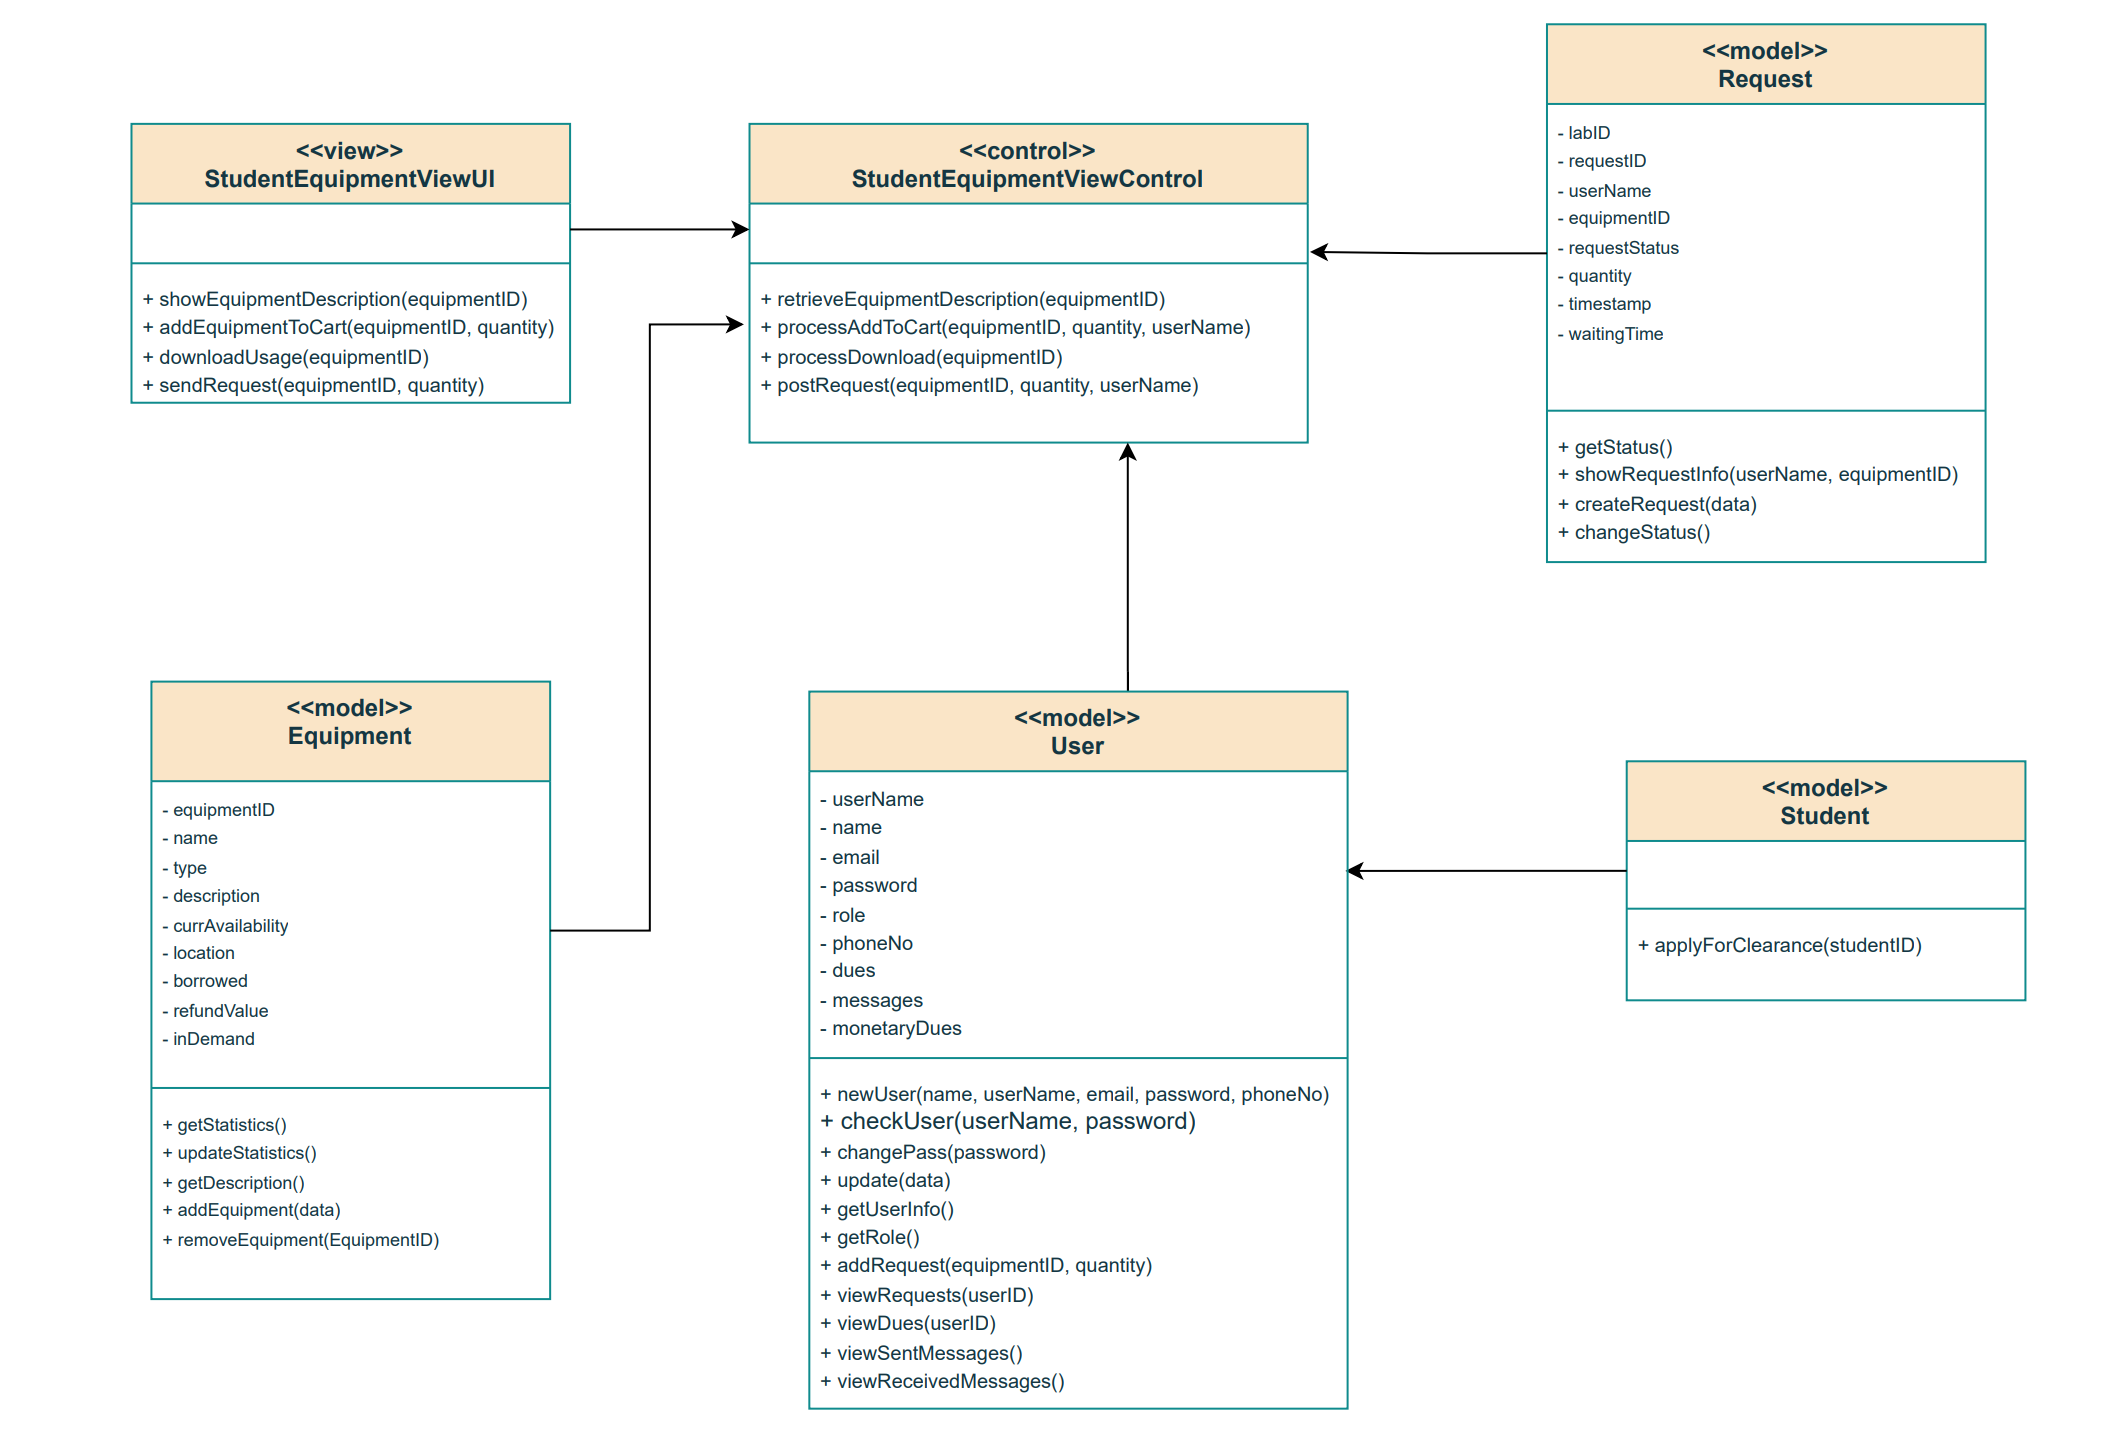 <<view>>
StudentEquipmentViewUI
+ showEquipmentDescription(equipmentID)
+ addEquipmentToCart(equipmentID, quantity)
+ downloadUsage(equipmentID)
+ sendRequest(equipmentID, quantity)
<<control>>
StudentEquipmentViewControl
+ retrieveEquipmentDescription(equipmentID)
+ processAddToCart(equipmentID, quantity, userName)
+ processDownload(equipmentID)
+ postRequest(equipmentID, quantity, userName)
<<model>>
Request
- labID
- requestID
- userName
- equipmentID
- requestStatus
- quantity
- timestamp
- waitingTime
+ getStatus()
+ showRequestInfo(userName, equipmentID)
+ createRequest(data)
+ changeStatus()
<<model>>
Equipment
- equipmentID
- name
- type
- description
- currAvailability
- location
- borrowed
- refundValue
- inDemand
+ getStatistics()
+ updateStatistics()
+ getDescription()
+ addEquipment(data)
+ removeEquipment(EquipmentID)
<<model>>
User
- userName
- name
- email
- password
- role
- phoneNo
- dues
- messages
- monetaryDues
+ newUser(name, userName, email, password, phoneNo)
+ checkUser(userName, password)
+ changePass(password)
+ update(data)
+ getUserInfo()
+ getRole()
+ addRequest(equipmentID, quantity)
+ viewRequests(userID)
+ viewDues(userID)
+ viewSentMessages()
+ viewReceivedMessages()
<<model>>
Student
+ applyForClearance(studentID)